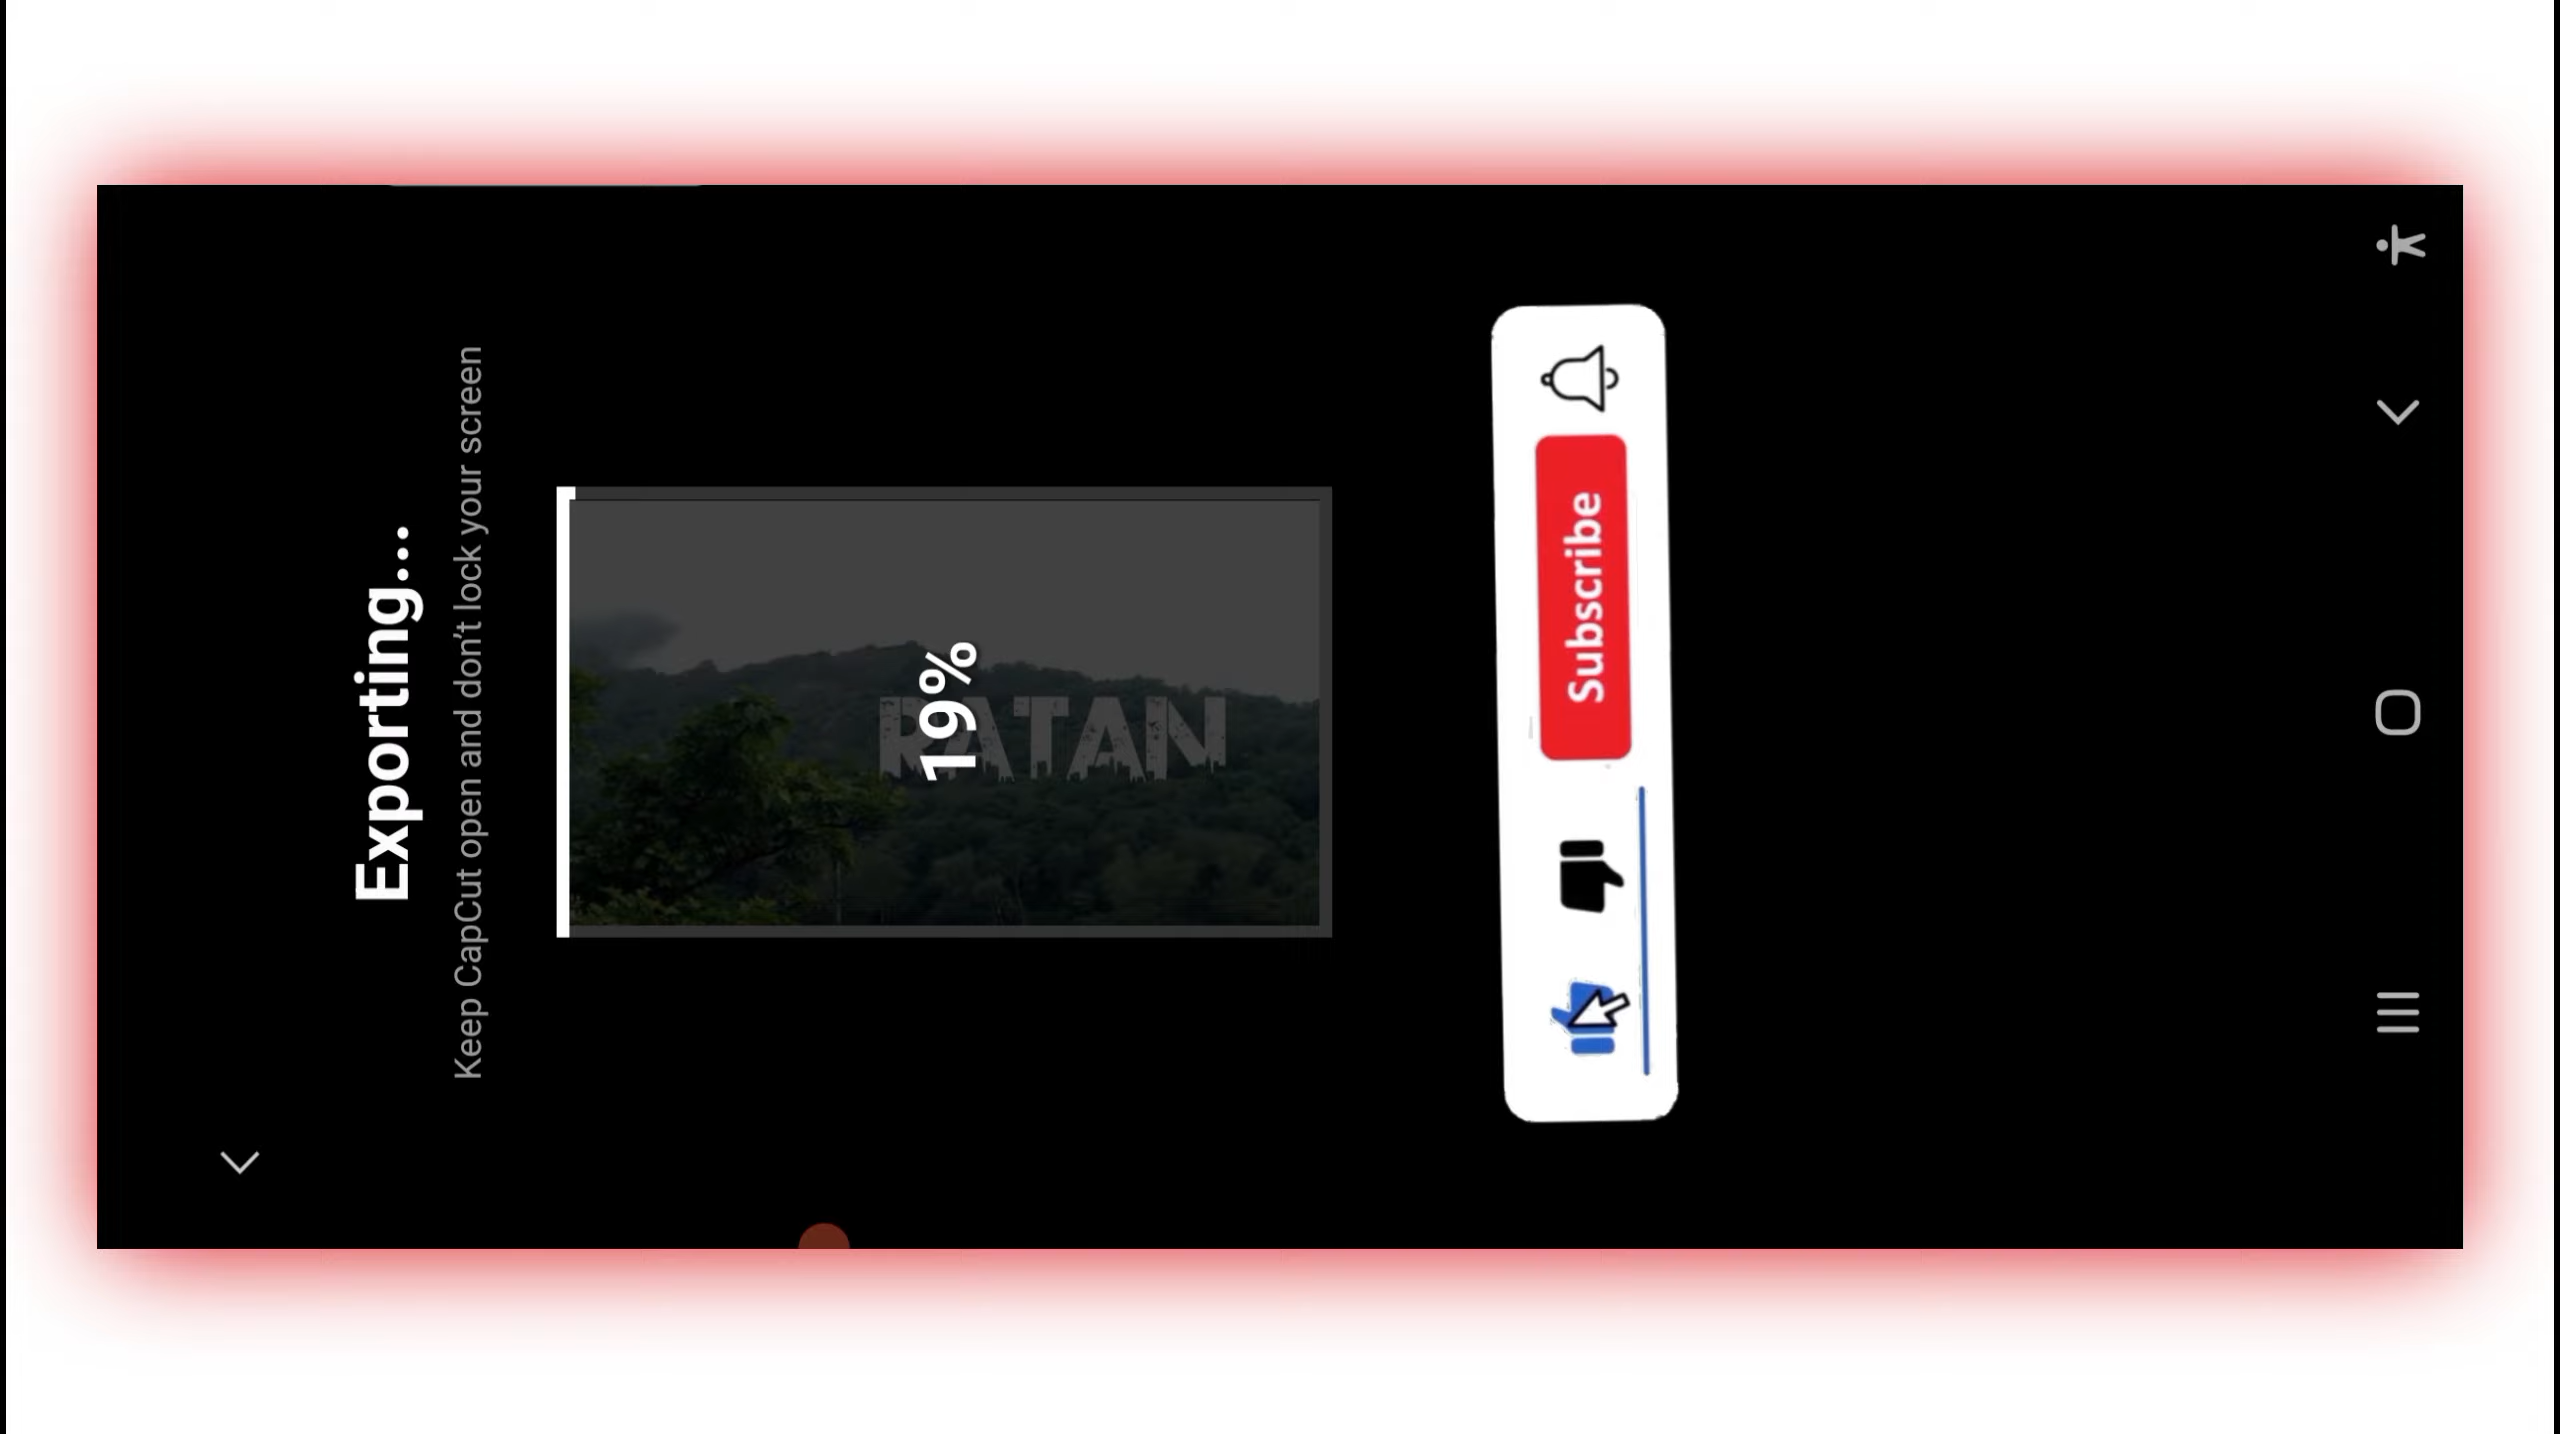 Exporting...
Keep CapCut open and don't lock your screen
19%
RATAN
Subscribe